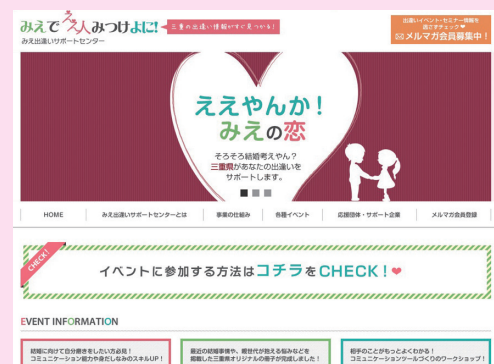 みえでええ人みつけよに!
三重の出逢い情報がすぐ見つかる!
みえ出逢いサポートセンター
出逢いイベント・セミナー情報を
逃さずチェック♥
メルマガ会員募集中!
ええやんか!
みえの恋
そろそろ結婚考えやん?
三重県があなたの出逢いを
サポートします。
HOME
みえ出逢いサポートセンターとは
事業の仕組み
各種イベント
応援団体・サポート企業
メルマガ会員登録
CHECK!
イベントに参加する方法はコチラをCHECK!♥
EVENT INFORMATION
結婚に向けて自分磨きをしたい方必見!
コミュニケーション能力や身だしなみのスキルUP!
最近の結婚事情や、親世代が抱える悩みなどを
掲載した三重県オリジナルの冊子が完成しました!
相手のことがもっとよくわかる!
コミュニケーションツールづくりのワークショップ!